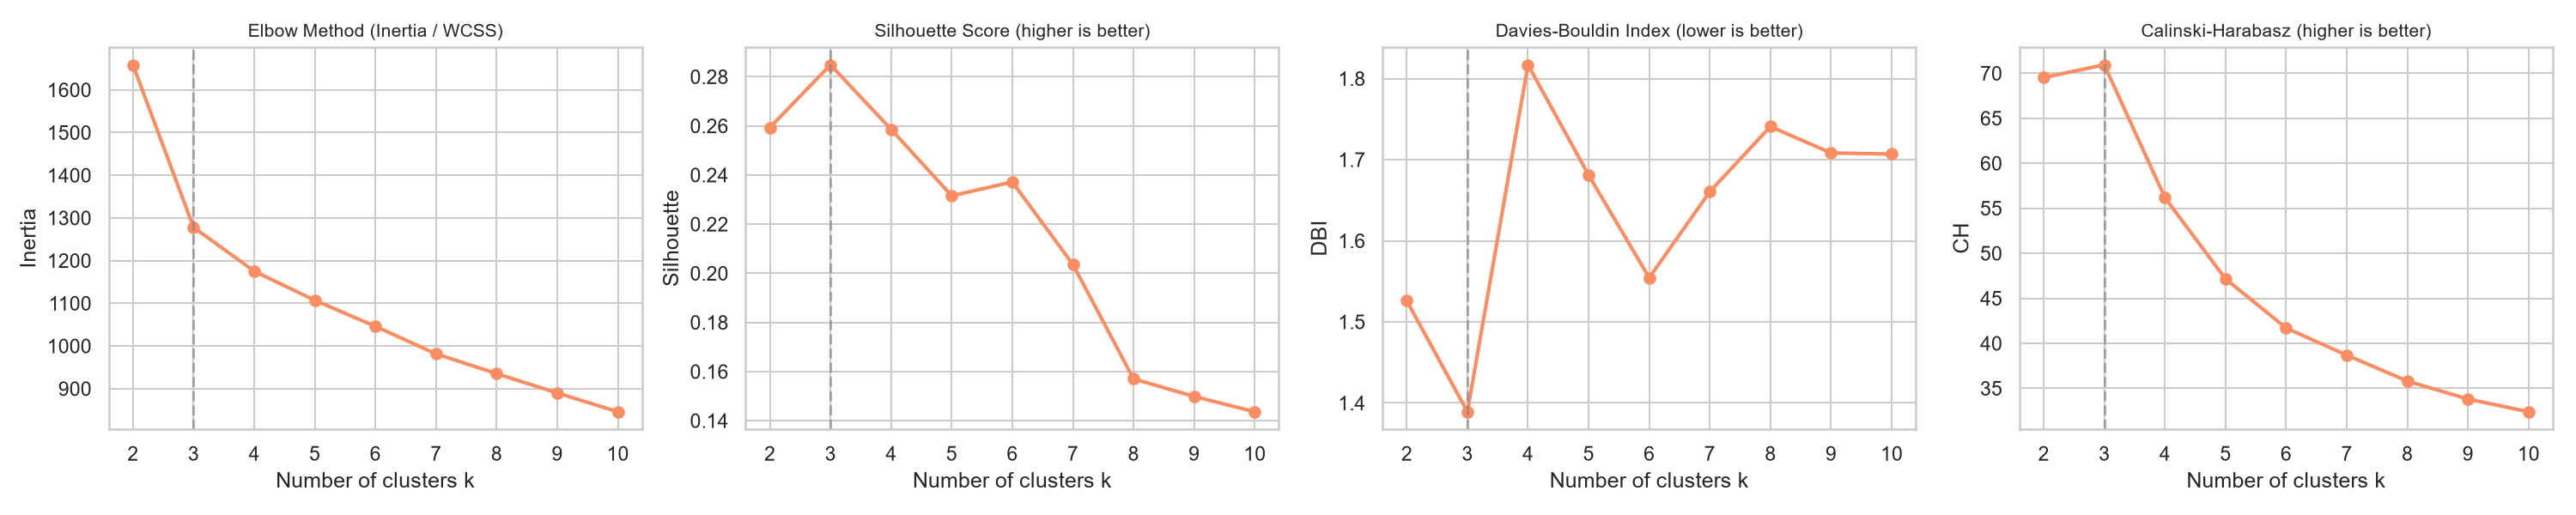 Elbow Method (Inertia / WCSS)
Inertia
1600
1500
1400
1300
1200
1100
1000
900
2 3 4 5 6 7 8 9 10
Number of clusters k
Silhouette Score (higher is better)
Silhouette
0.28
0.26
0.24
0.22
0.20
0.18
0.16
0.14
2 3 4 5 6 7 8 9 10
Number of clusters k
Davies-Bouldin Index (lower is better)
DBI
1.8
1.7
1.6
1.5
1.4
2 3 4 5 6 7 8 9 10
Number of clusters k
Calinski-Harabasz (higher is better)
CH
70
65
60
55
50
45
40
35
2 3 4 5 6 7 8 9 10
Number of clusters k